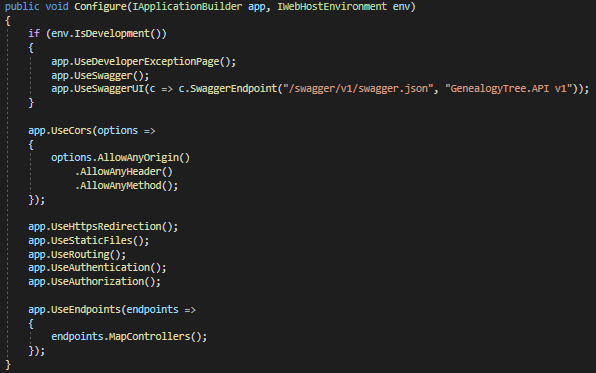 public void Configure(IApplicationBuilder app, IWebHostEnvironment env)
{
    if (env.IsDevelopment())
    {
        app.UseDeveloperExceptionPage();
        app.UseSwagger();
        app.UseSwaggerUI(c => c.SwaggerEndpoint("/swagger/v1/swagger.json", "GenealogyTree.API v1"));
    }

    app.UseCors(options =>
    {
        options.AllowAnyOrigin()
            .AllowAnyHeader()
            .AllowAnyMethod();
    });

    app.UseHttpsRedirection();
    app.UseStaticFiles();
    app.UseRouting();
    app.UseAuthentication();
    app.UseAuthorization();

    app.UseEndpoints(endpoints =>
    {
        endpoints.MapControllers();
    });
}